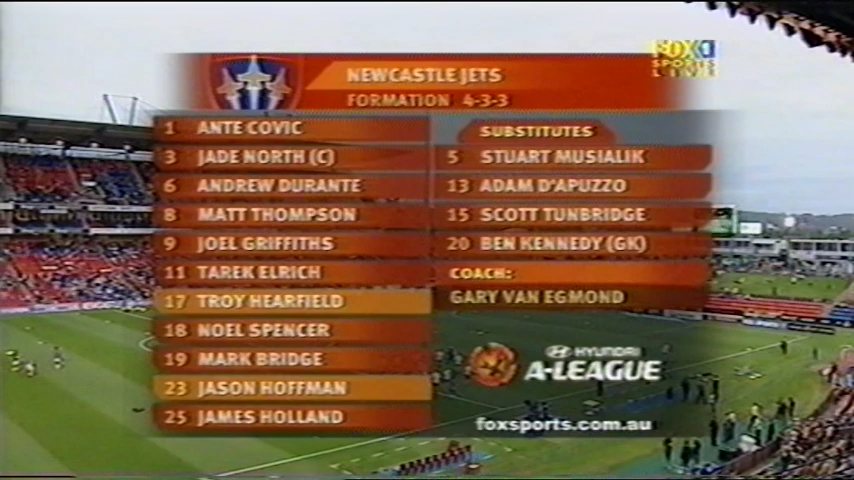 FOX 1
SPORTS
LIVE
NEWCASTLE JETS
FORMATION 4-3-3
1 ANTE COVIC
3 JADE NORTH (C)
6 ANDREW DURANTE
8 MATT THOMPSON
9 JOEL GRIFFITHS
11 TAREK ELRICH
17 TROY HEARFIELD
18 NOEL SPENCER
19 MARK BRIDGE
23 JASON HOFFMAN
25 JAMES HOLLAND
SUBSTITUTES
5 STUART MUSIALIK
13 ADAM D'APUZZO
15 SCOTT TUNBRIDGE
20 BEN KENNEDY (GK)
COACH:
GARY VAN EGMOND
HYUNDAI
A-LEAGUE
foxsports.com.au